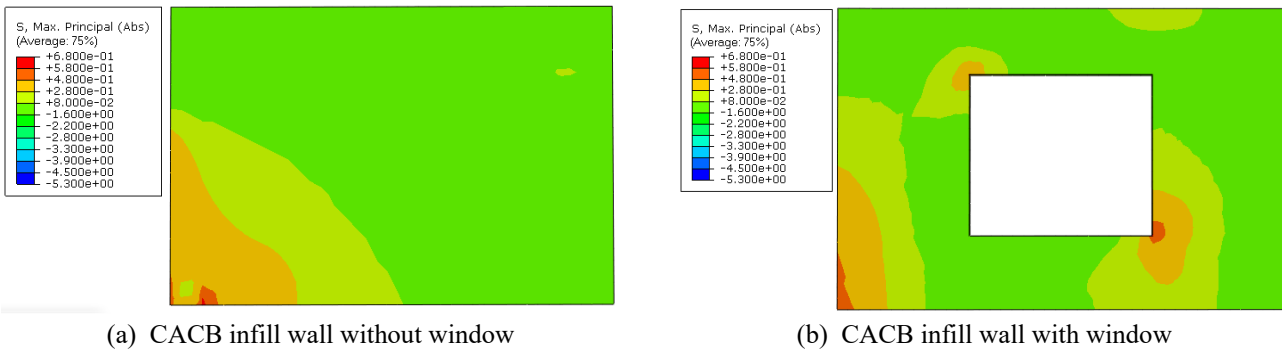 S, Max. Principal (Abs)
(Average: 75%)
+6.800e-01
+5.800e-01
+4.800e-01
+2.800e-01
+8.000e-02
-1.600e+00
-2.200e+00
-2.800e+00
-3.300e+00
-3.900e+00
-4.500e+00
-5.300e+00
(a) CACB infill wall without window
S, Max. Principal (Abs)
(Average: 75%)
+6.800e-01
+5.800e-01
+4.800e-01
+2.800e-01
+8.000e-02
-1.600e+00
-2.200e+00
-2.800e+00
-3.300e+00
-3.900e+00
-4.500e+00
-5.300e+00
(b) CACB infill wall with window